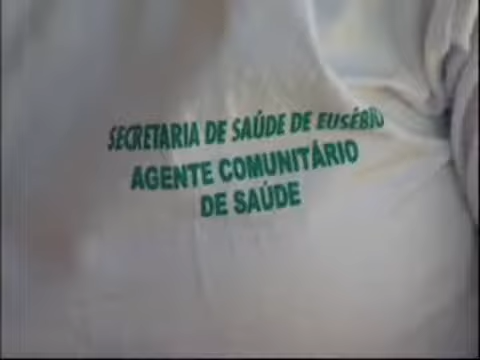 SECRETARIA DE SAÚDE DE EUSÉBIO
AGENTE COMUNITÁRIO
DE SAÚDE